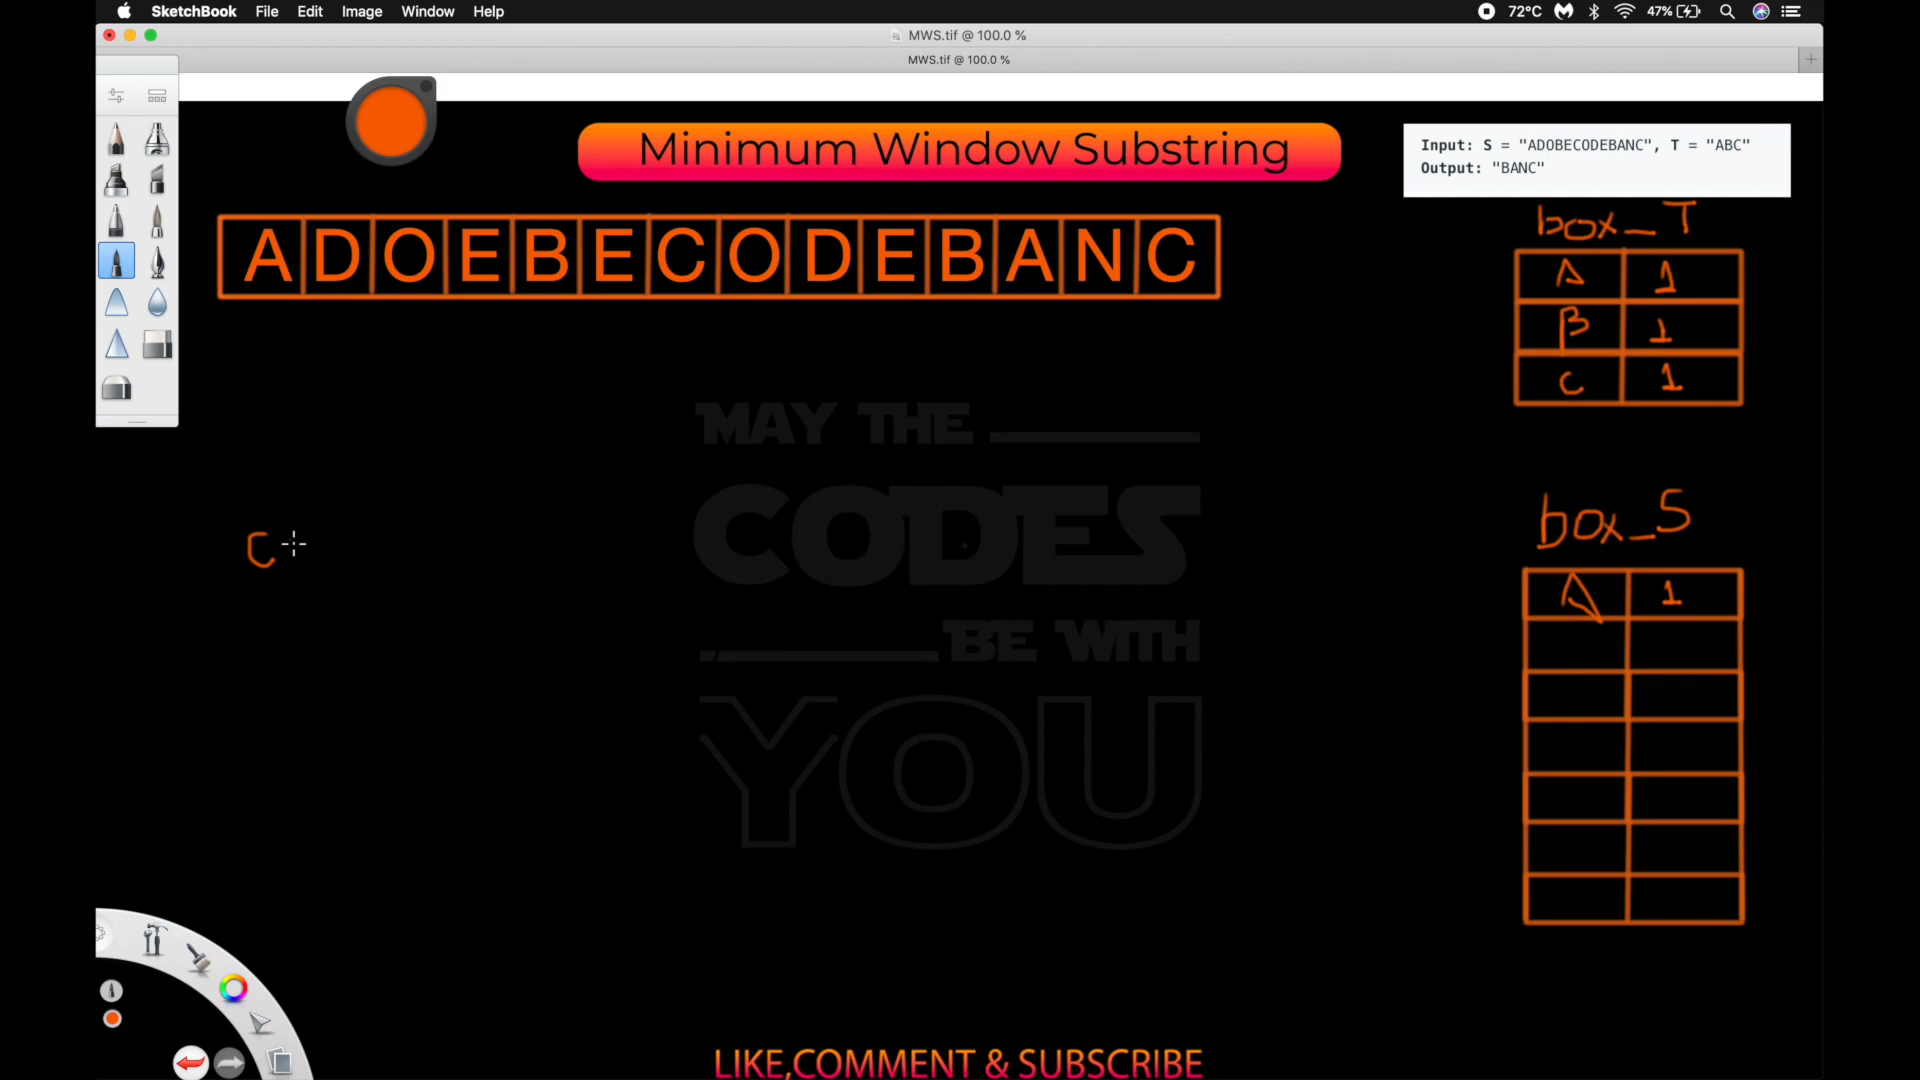 SketchBook File Edit Image Window Help 72°C 47%
MWS.tif @ 100.0 %
MWS.tif @ 100.0 %
Minimum Window Substring
Input: S = "ADOBECODEBANC", T = "ABC"
Output: "BANC"
A D O E B E C O D E B A N C
box_T
A 1
B 1
C 1
MAY THE
CODES
BE WITH
YOU
C
box_S
A 1
LIKE,COMMENT & SUBSCRIBE